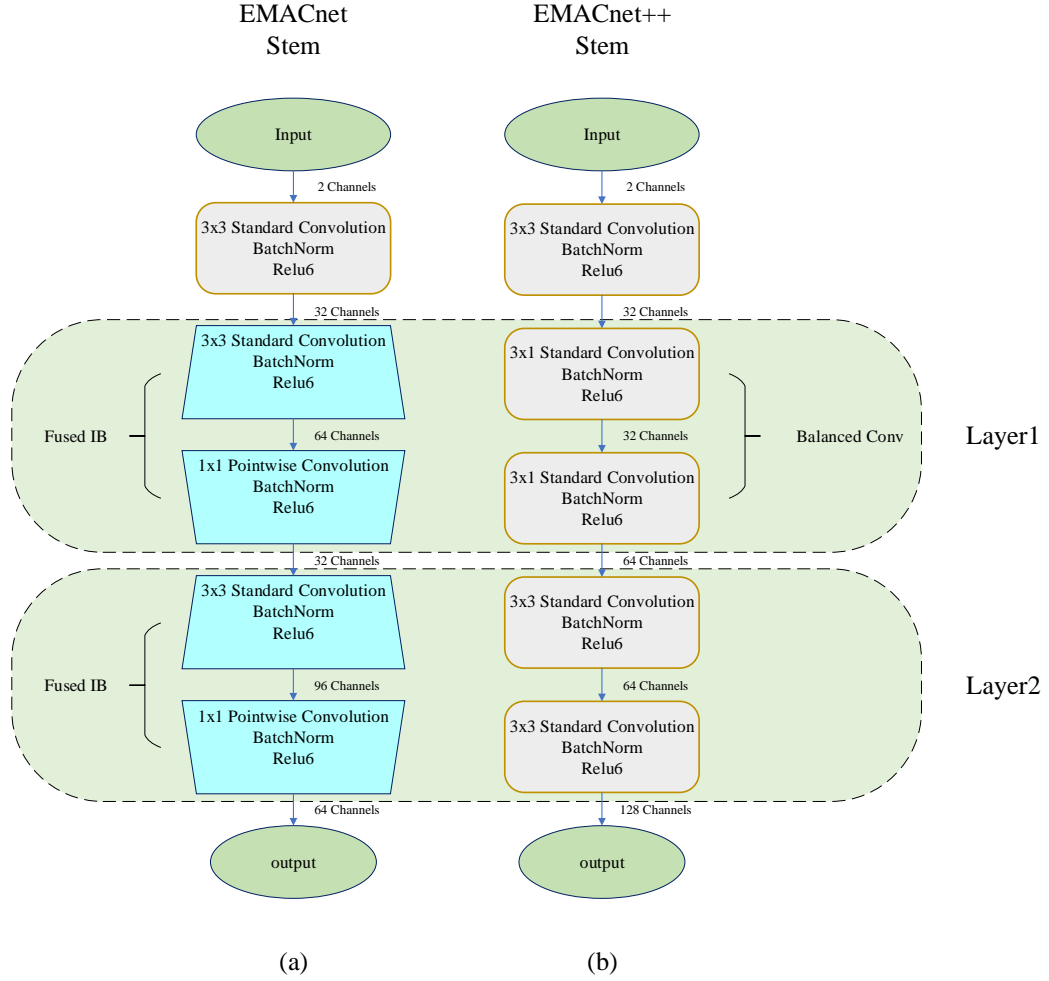 EMACnet
Stem
EMACnet++
Stem
Input
Input
2 Channels
2 Channels
3x3 Standard Convolution
BatchNorm
Relu6
3x3 Standard Convolution
BatchNorm
Relu6
32 Channels
32 Channels
3x3 Standard Convolution
BatchNorm
Relu6
3x1 Standard Convolution
BatchNorm
Relu6
Fused IB
64 Channels
32 Channels
Balanced Conv
Layer1
1x1 Pointwise Convolution
BatchNorm
Relu6
3x1 Standard Convolution
BatchNorm
Relu6
32 Channels
64 Channels
3x3 Standard Convolution
BatchNorm
Relu6
3x3 Standard Convolution
BatchNorm
Relu6
Fused IB
96 Channels
64 Channels
Layer2
1x1 Pointwise Convolution
BatchNorm
Relu6
3x3 Standard Convolution
BatchNorm
Relu6
64 Channels
128 Channels
output
output
(a)
(b)